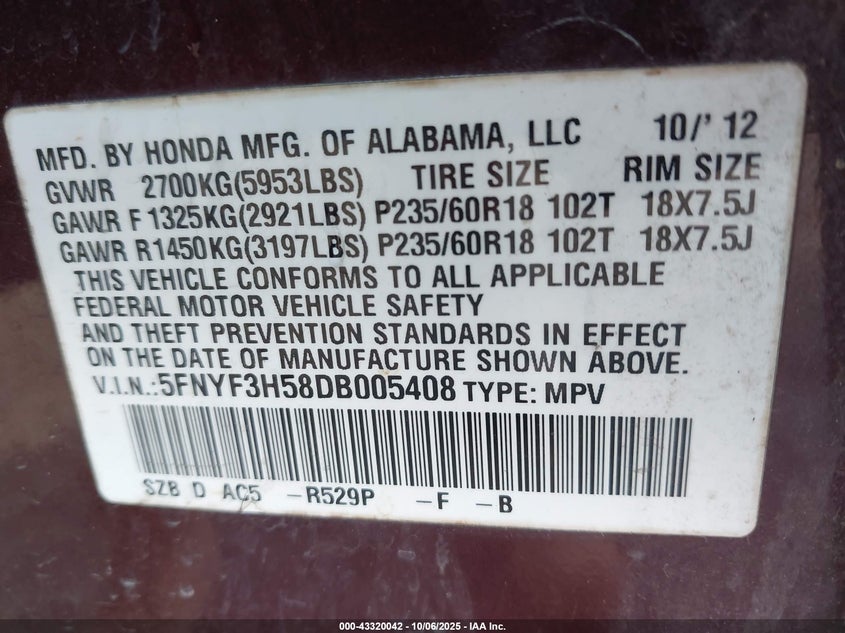 MFD. BY HONDA MFG. OF ALABAMA, LLC 10/' 12
GVWR 2700KG(5953LBS) TIRE SIZE RIM SIZE
GAWR F 1325KG(2921LBS) P235/60R18 102T 18X7.5J
GAWR R1450KG(3197LBS) P235/60R18 102T 18X7.5J
THIS VEHICLE CONFORMS TO ALL APPLICABLE
FEDERAL MOTOR VEHICLE SAFETY
AND THEFT PREVENTION STANDARDS IN EFFECT
ON THE DATE OF MANUFACTURE SHOWN ABOVE.
V.I.N.:5FNYF3H58DB005408 TYPE: MPV
SZB D AC5 -R529P -F -B
000-43320042 - 10/06/2025 - IAA Inc.